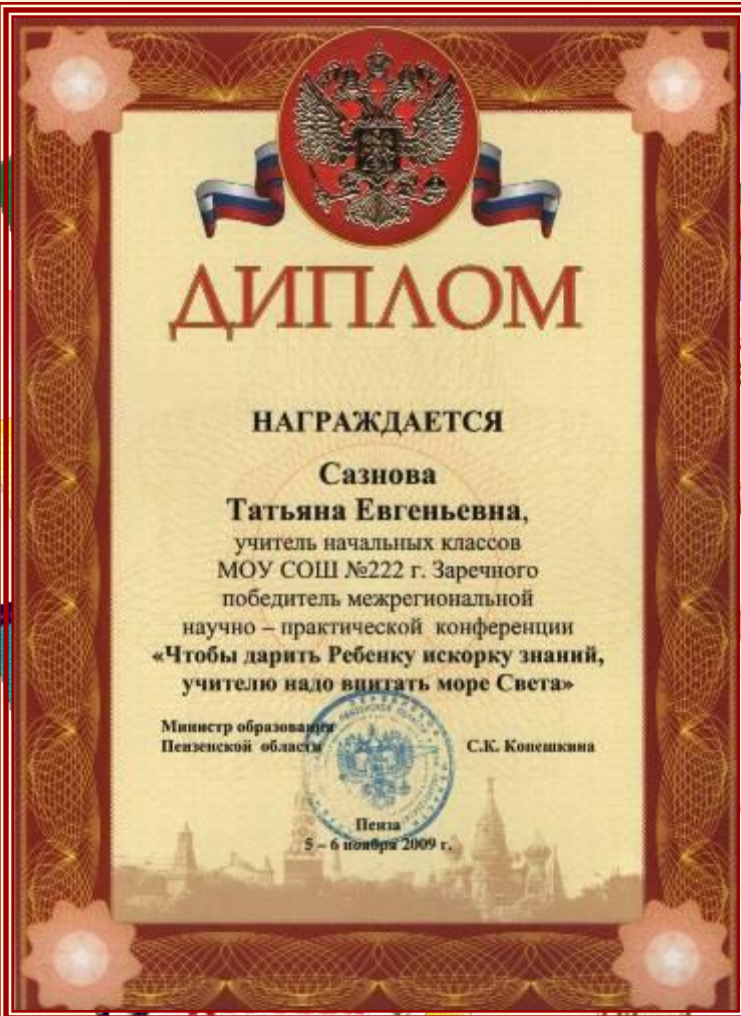 ДИПЛОМ
НАГРАЖДАЕТСЯ
Сазнова
Татьяна Евгеньевна,
учитель начальных классов
МОУ СОШ №222 г. Заречного
победитель межрегиональной
научно – практической конференции
«Чтобы дарить Ребенку искорку знаний,
учителю надо впитать море Света»
Министр образования
Пензенской области
С.К. Копешкина
Пенза
5 – 6 ноября 2009 г.